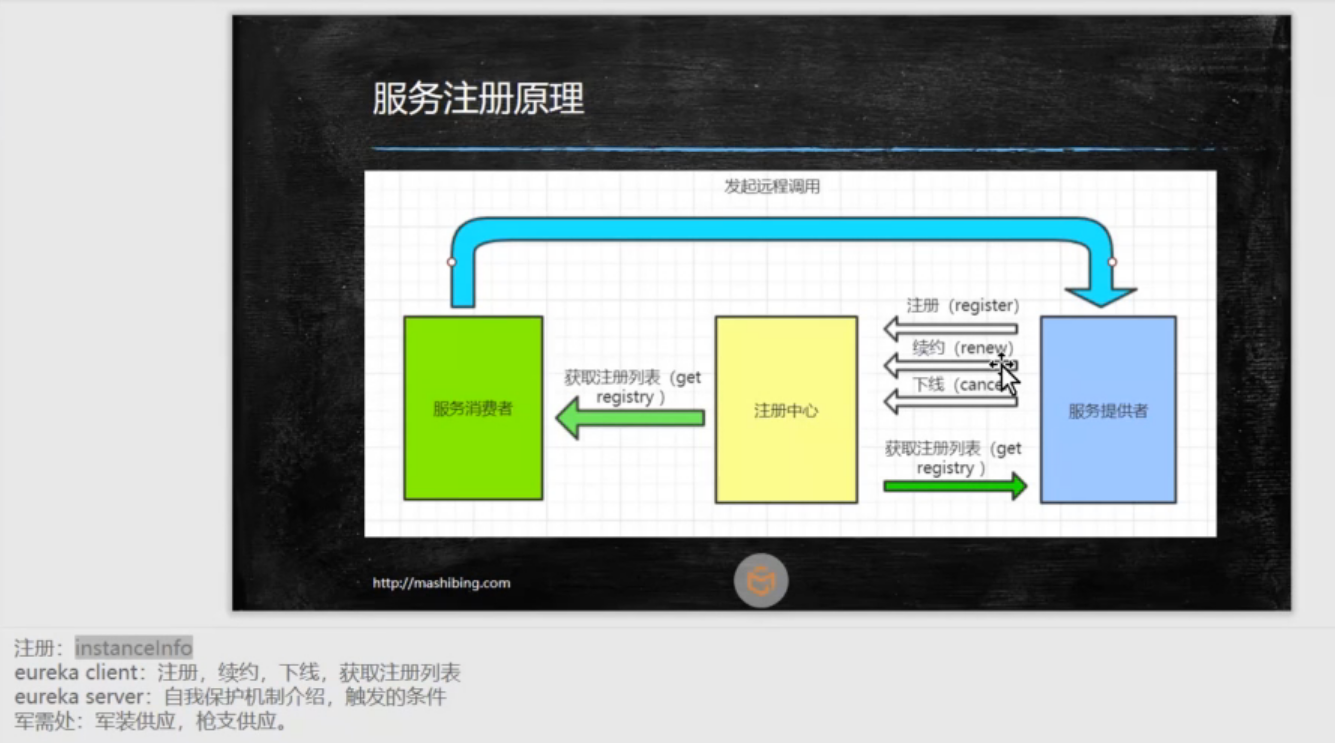 服务注册原理
发起远程调用
注册（register）
续约（renew）
下线（cance
获取注册列表（get
registry ）
服务消费者
注册中心
服务提供者
获取注册列表（get
registry ）
http://mashibing.com
注册：instanceInfo
eureka client：注册，续约，下线，获取注册列表
eureka server：自我保护机制介绍，触发的条件
军需处：军装供应，枪支供应。